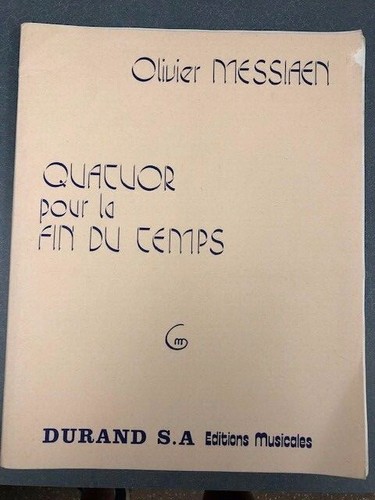 Olivier MESSIAEN
QUATUOR
pour la
FIN DU TEMPS
DURAND S.A Editions Musicales